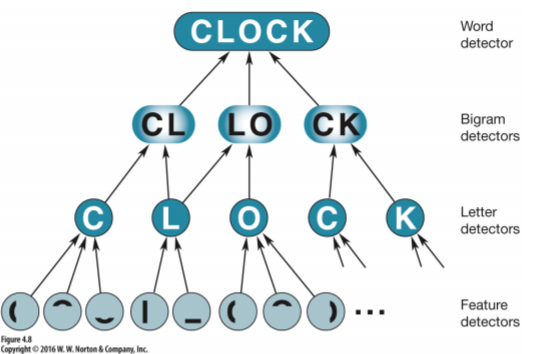 CLOCK
Word
detector
CL LO CK
Bigram
detectors
C L O C K
Letter
detectors
...
Feature
detectors
Figure 4.8
Copyright © 2016 W. W. Norton & Company, Inc.